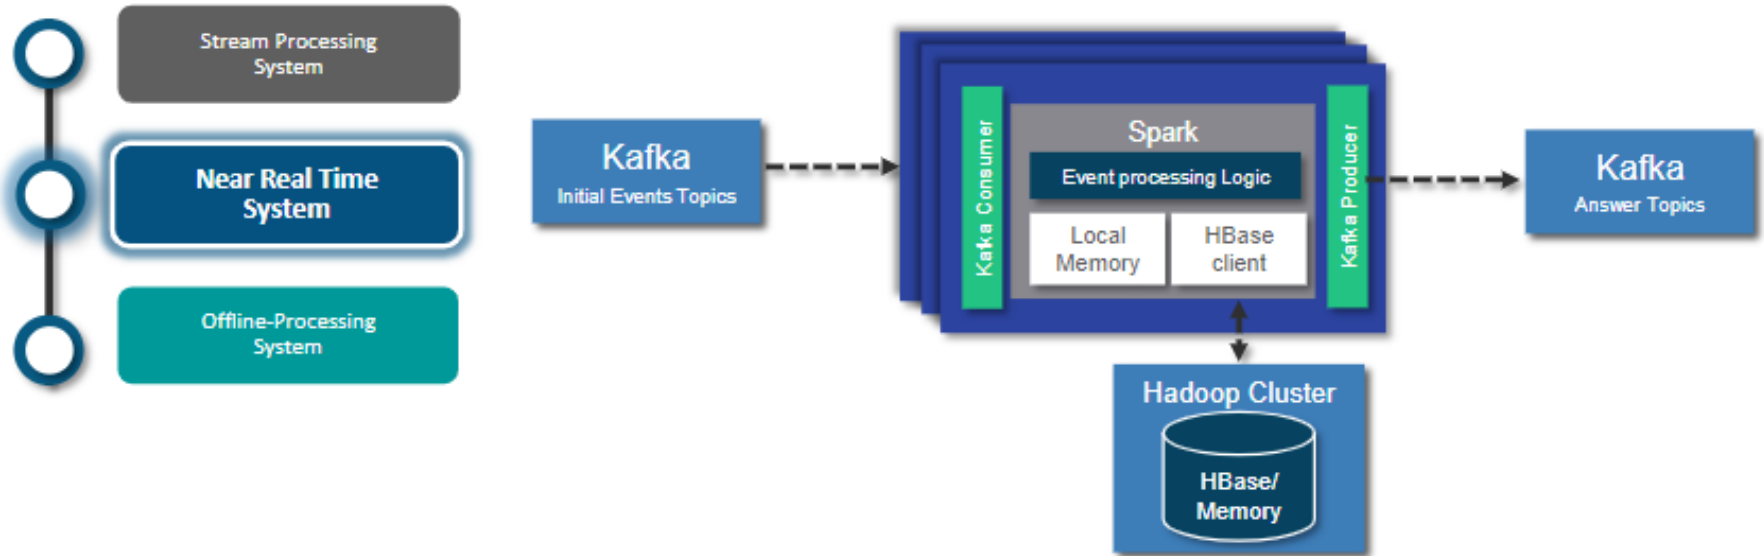 Stream Processing
System
Near Real Time
System
Offline-Processing
System
Kafka
Initial Events Topics
Kafka Consumer
Spark
Event processing Logic
Local
Memory
HBase
client
Kafka Producer
Kafka
Answer Topics
Hadoop Cluster
HBase/
Memory